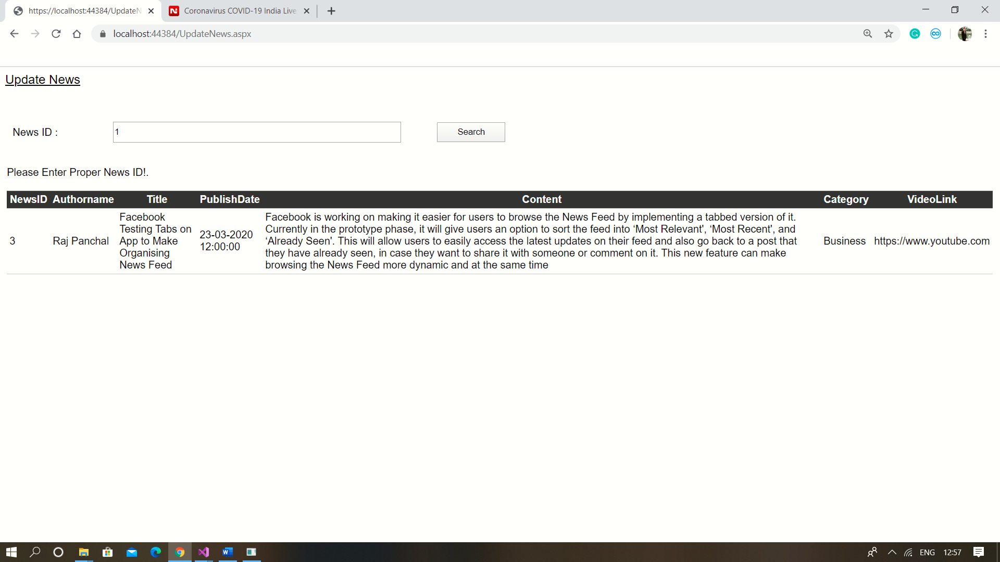 https://localhost:44384/UpdateN
Coronavirus COVID-19 India Live
localhost:44384/UpdateNews.aspx
Update News
News ID :
1
Search
Please Enter Proper News ID!.
NewsID Authorname Title PublishDate Content Category VideoLink
3
Raj Panchal
Facebook
Testing Tabs on
App to Make
Organising
News Feed
23-03-2020
12:00:00
Facebook is working on making it easier for users to browse the News Feed by implementing a tabbed version of it.
Currently in the prototype phase, it will give users an option to sort the feed into ‘Most Relevant', ‘Most Recent', and
‘Already Seen'. This will allow users to easily access the latest updates on their feed and also go back to a post that
they have already seen, in case they want to share it with someone or comment on it. This new feature can make
browsing the News Feed more dynamic and at the same time
Business
https://www.youtube.com
ENG
12:57